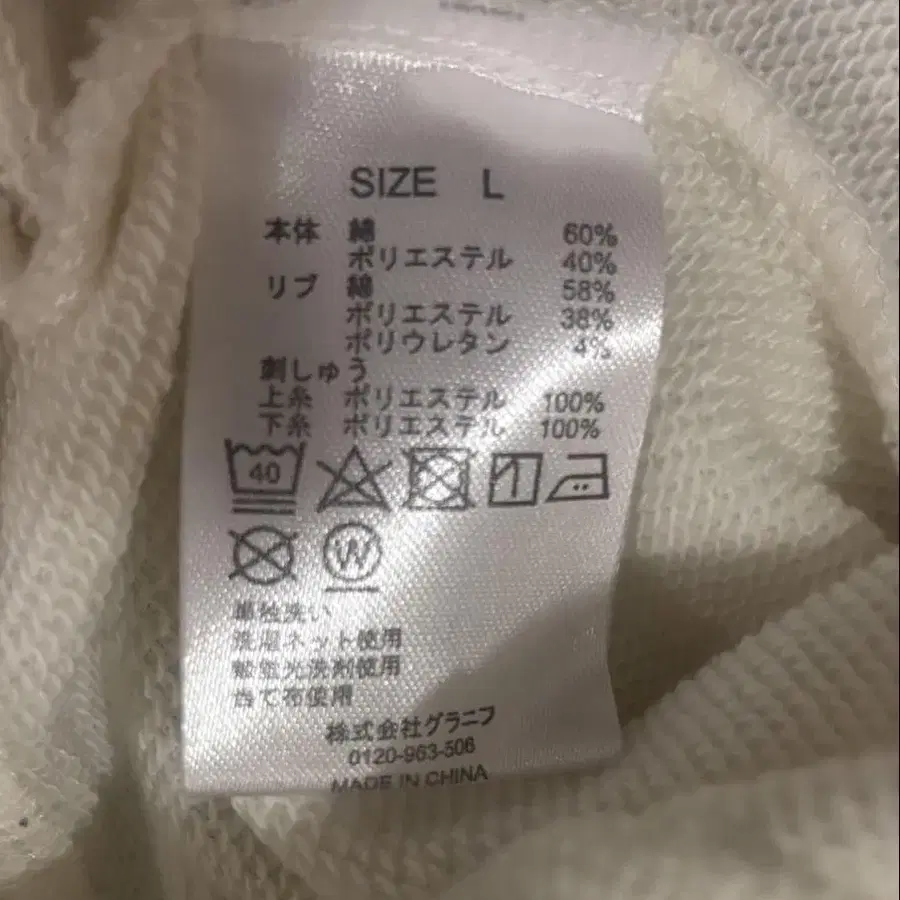 SIZE L
本体 綿 60%
ポリエステル 40%
リブ 綿 58%
ポリエステル 38%
ポリウレタン 4%
刺しゅう
上糸 ポリエステル 100%
下糸 ポリエステル 100%
40
W
単独洗い
洗濯ネット使用
無蛍光洗剤使用
当て布使用
株式会社グラニフ
0120-963-506
MADE IN CHINA